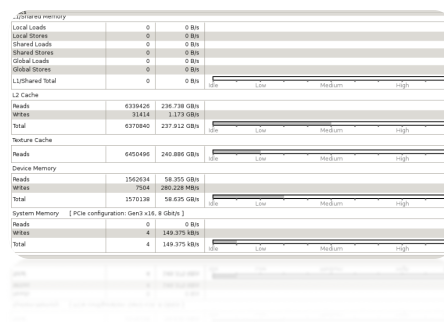 L1/Shared Memory
Local Loads 0 0 B/s
Local Stores 0 0 B/s
Shared Loads 0 0 B/s
Shared Stores 0 0 B/s
Global Loads 0 0 B/s
Global Stores 0 0 B/s
L1/Shared Total 0 0 B/s Idle Low Medium High
L2 Cache
Reads 6339426 236.738 GB/s
Writes 31414 1.173 GB/s
Total 6370840 237.912 GB/s Idle Low Medium High
Texture Cache
Reads 6450496 240.886 GB/s Idle Low Medium High
Device Memory
Reads 1562634 58.355 GB/s
Writes 7504 280.228 MB/s
Total 1570138 58.635 GB/s Idle Low Medium High
System Memory [ PCIe configuration: Gen3 x16, 8 Gbit/s ]
Reads 0 0 B/s
Writes 4 149.375 kB/s
Total 4 149.375 kB/s Idle Low Medium High